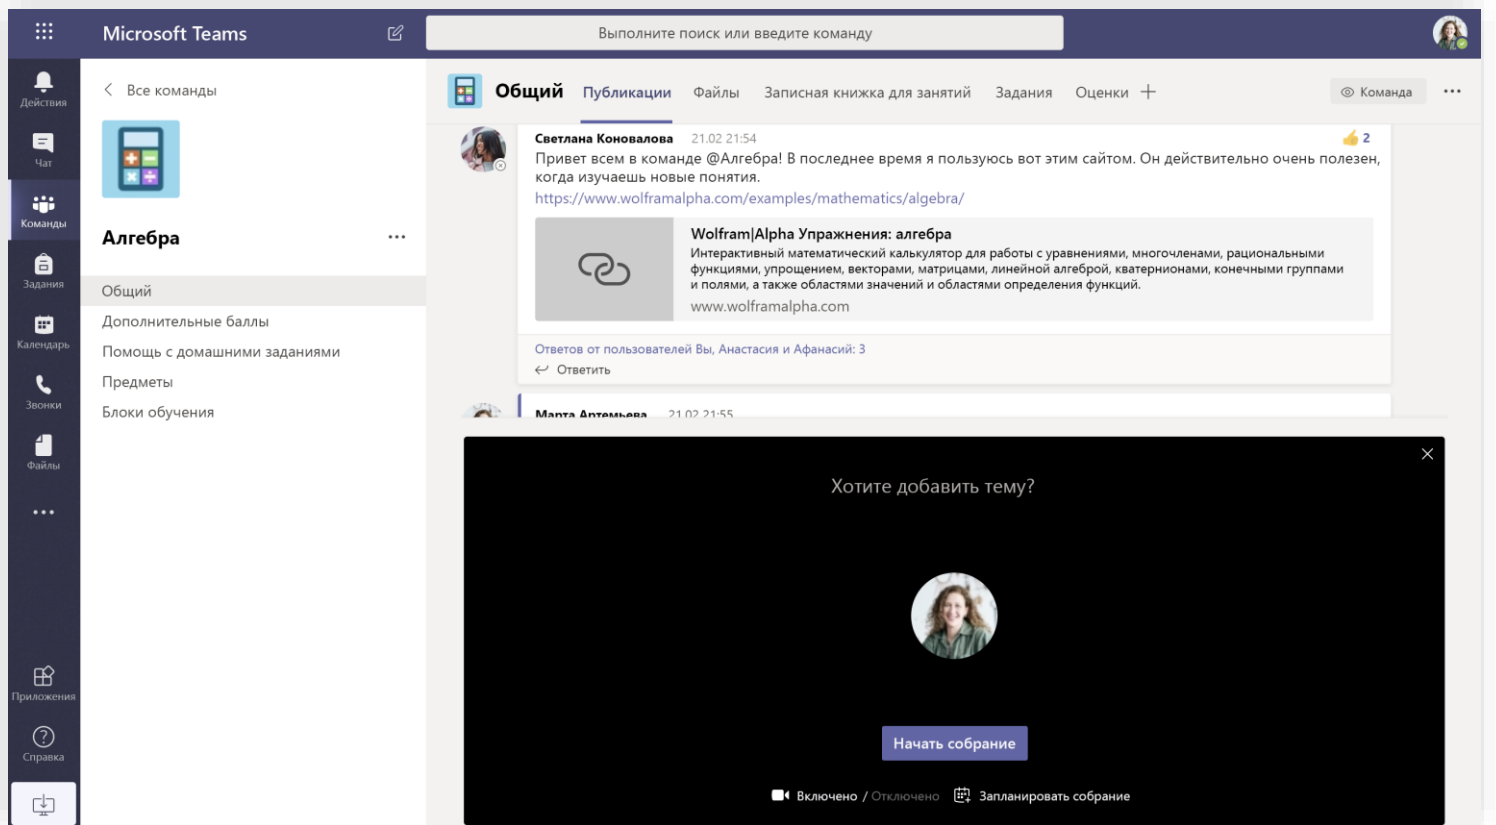 Microsoft Teams
Выполните поиск или введите команду
Действия
Чат
Команды
Задания
Календарь
Звонки
Файлы
Приложения
Справка
Все команды
Алгебра
Общий
Дополнительные баллы
Помощь с домашними заданиями
Предметы
Блоки обучения
Общий Публикации Файлы Записная книжка для занятий Задания Оценки
Команда
Светлана Коновалова 21.02 21:54
2
Привет всем в команде @Алгебра! В последнее время я пользуюсь вот этим сайтом. Он действительно очень полезен,
когда изучаешь новые понятия.
https://www.wolframalpha.com/examples/mathematics/algebra/
Wolfram|Alpha Упражнения: алгебра
Интерактивный математический калькулятор для работы с уравнениями, многочленами, рациональными
функциями, упрощением, векторами, матрицами, линейной алгеброй, кватернионами, конечными группами
и полями, а также областями значений и областями определения функций.
www.wolframalpha.com
Ответов от пользователей Вы, Анастасия и Афанасий: 3
Ответить
Марта Артемьева 21.02 21:55
Хотите добавить тему?
Начать собрание
Включено / Отключено Запланировать собрание